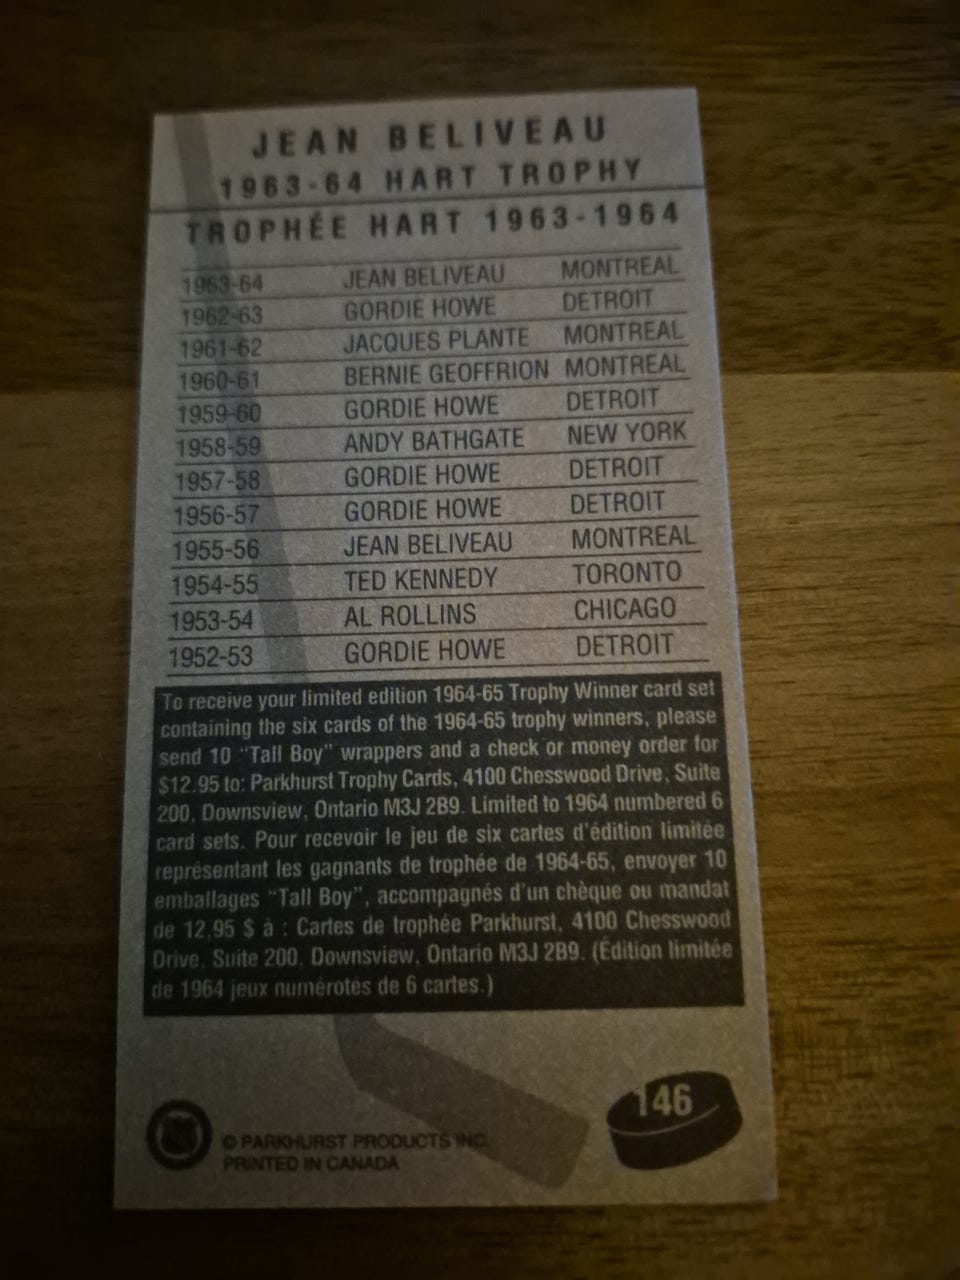 JEAN BELIVEAU
1963-64 HART TROPHY
TROPHÉE HART 1963-1964
1963-64 JEAN BELIVEAU MONTREAL
1962-63 GORDIE HOWE DETROIT
1961-62 JACQUES PLANTE MONTREAL
1960-61 BERNIE GEOFFRION MONTREAL
1959-60 GORDIE HOWE DETROIT
1958-59 ANDY BATHGATE NEW YORK
1957-58 GORDIE HOWE DETROIT
1956-57 GORDIE HOWE DETROIT
1955-56 JEAN BELIVEAU MONTREAL
1954-55 TED KENNEDY TORONTO
1953-54 AL ROLLINS CHICAGO
1952-53 GORDIE HOWE DETROIT
To receive your limited edition 1964-65 Trophy Winner card set
containing the six cards of the 1964-65 trophy winners, please
send 10 "Tall Boy" wrappers and a check or money order for
$12.95 to: Parkhurst Trophy Cards, 4100 Chesswood Drive, Suite
200, Downsview, Ontario M3J 2B9. Limited to 1964 numbered 6
card sets. Pour recevoir le jeu de six cartes d'édition limitée
représentant les gagnants de trophée de 1964-65, envoyer 10
emballages "Tall Boy", accompagnés d'un chèque ou mandat
de 12,95 $ à : Cartes de trophée Parkhurst, 4100 Chesswood
Drive, Suite 200, Downsview, Ontario M3J 2B9. (Édition limitée
de 1964 jeux numérotés de 6 cartes.)
146
© PARKHURST PRODUCTS INC.
PRINTED IN CANADA